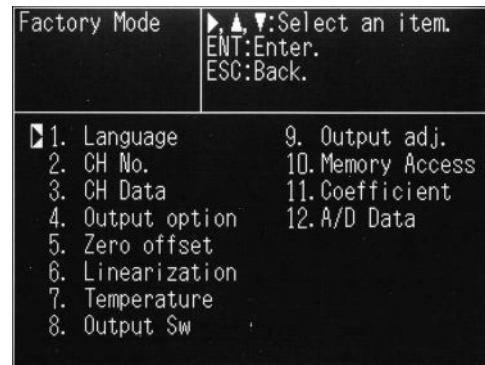 Factory Mode
▶,▲,▼:Select an item.
ENT:Enter.
ESC:Back.
1. Language
2. CH No.
3. CH Data
4. Output option
5. Zero offset
6. Linearization
7. Temperature
8. Output Sw
9. Output adj.
10. Memory Access
11. Coefficient
12. A/D Data